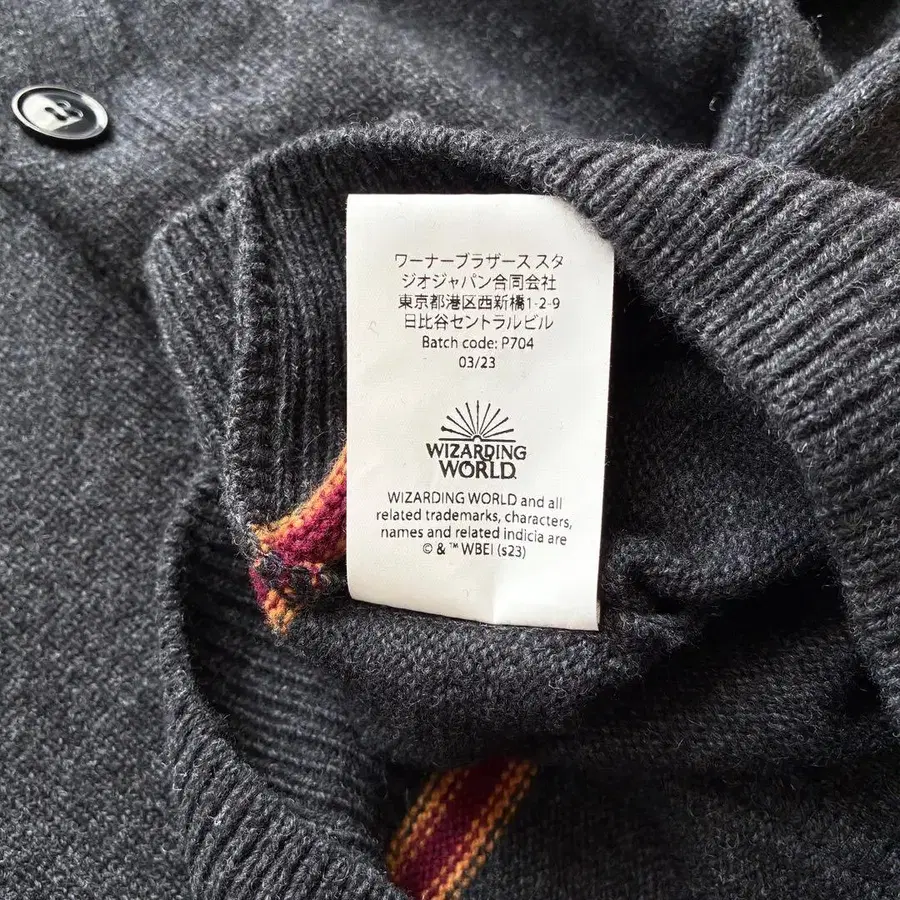 ワーナーブラザース スタ
ジオジャパン合同会社
東京都港区西新橋1-2-9
日比谷セントラルビル
Batch code: P704
03/23
WIZARDING
WORLD
WIZARDING WORLD and all
related trademarks, characters,
names and related indicia are
© & ™ WBEI (s23)